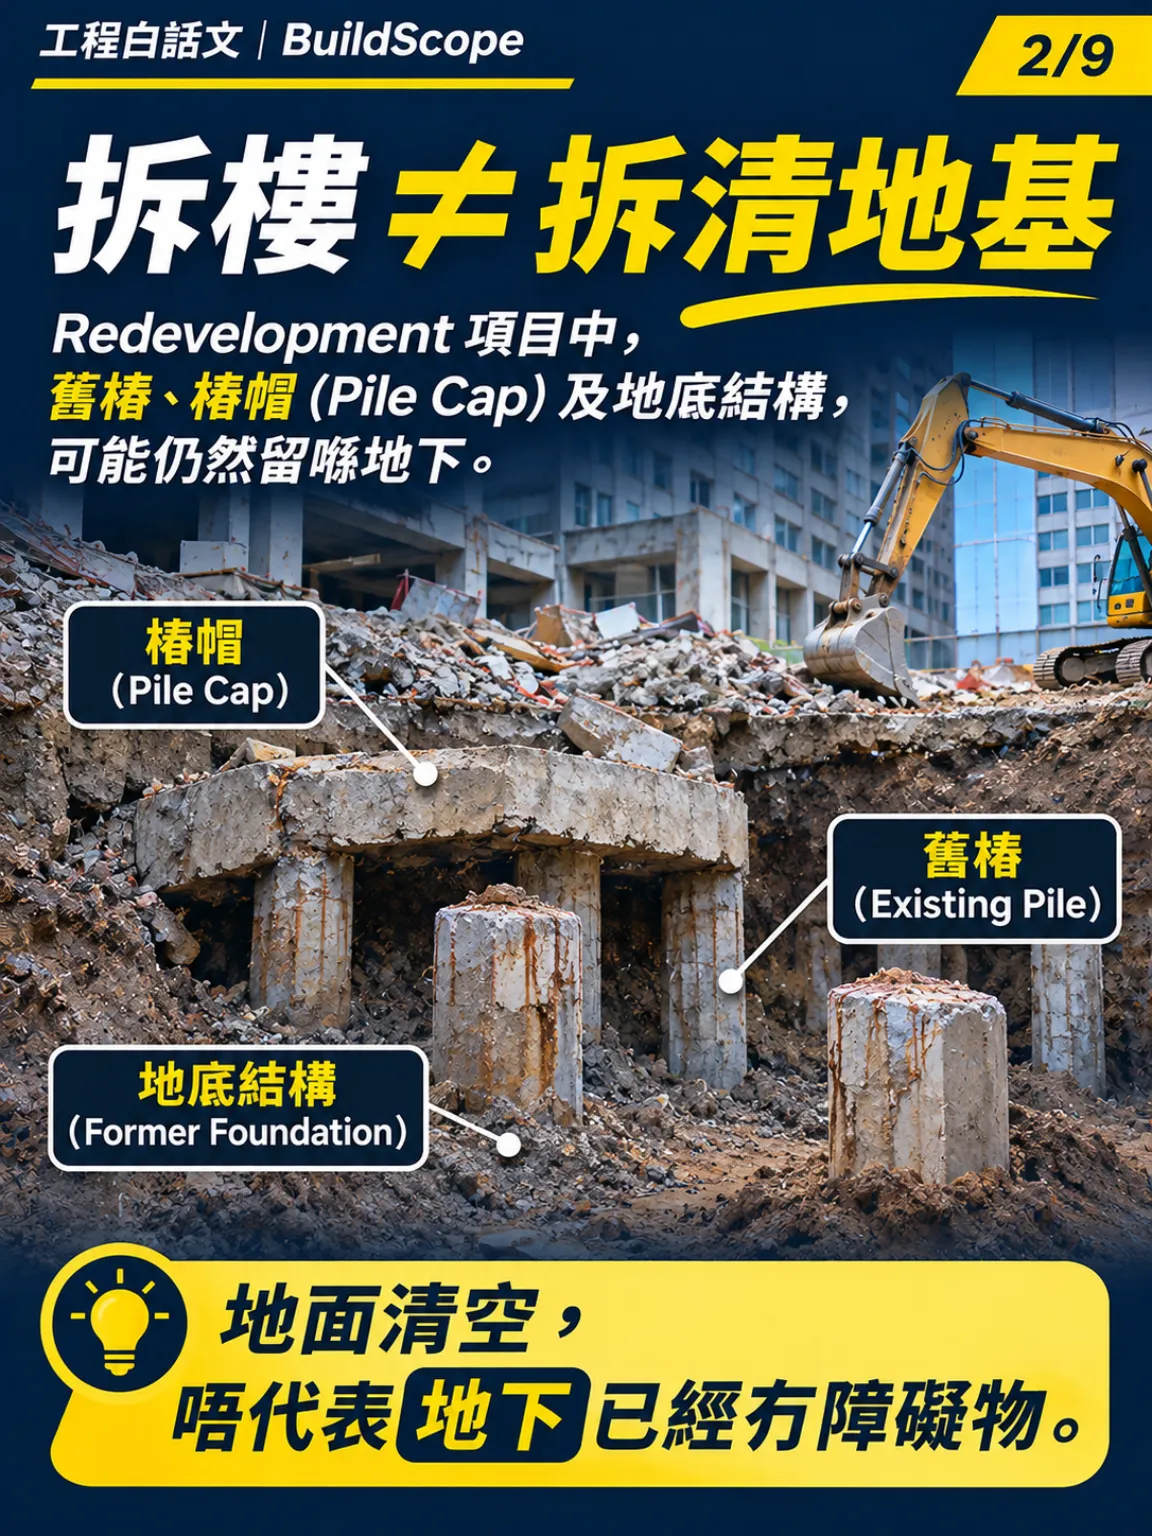 工程白話文｜BuildScope
2/9
拆樓≠拆清地基
Redevelopment 項目中，
舊樁、樁帽 (Pile Cap) 及地底結構，
可能仍然留喺地下。
樁帽
(Pile Cap)
舊樁
(Existing Pile)
地底結構
(Former Foundation)
地面清空，
唔代表地下已經冇障礙物。